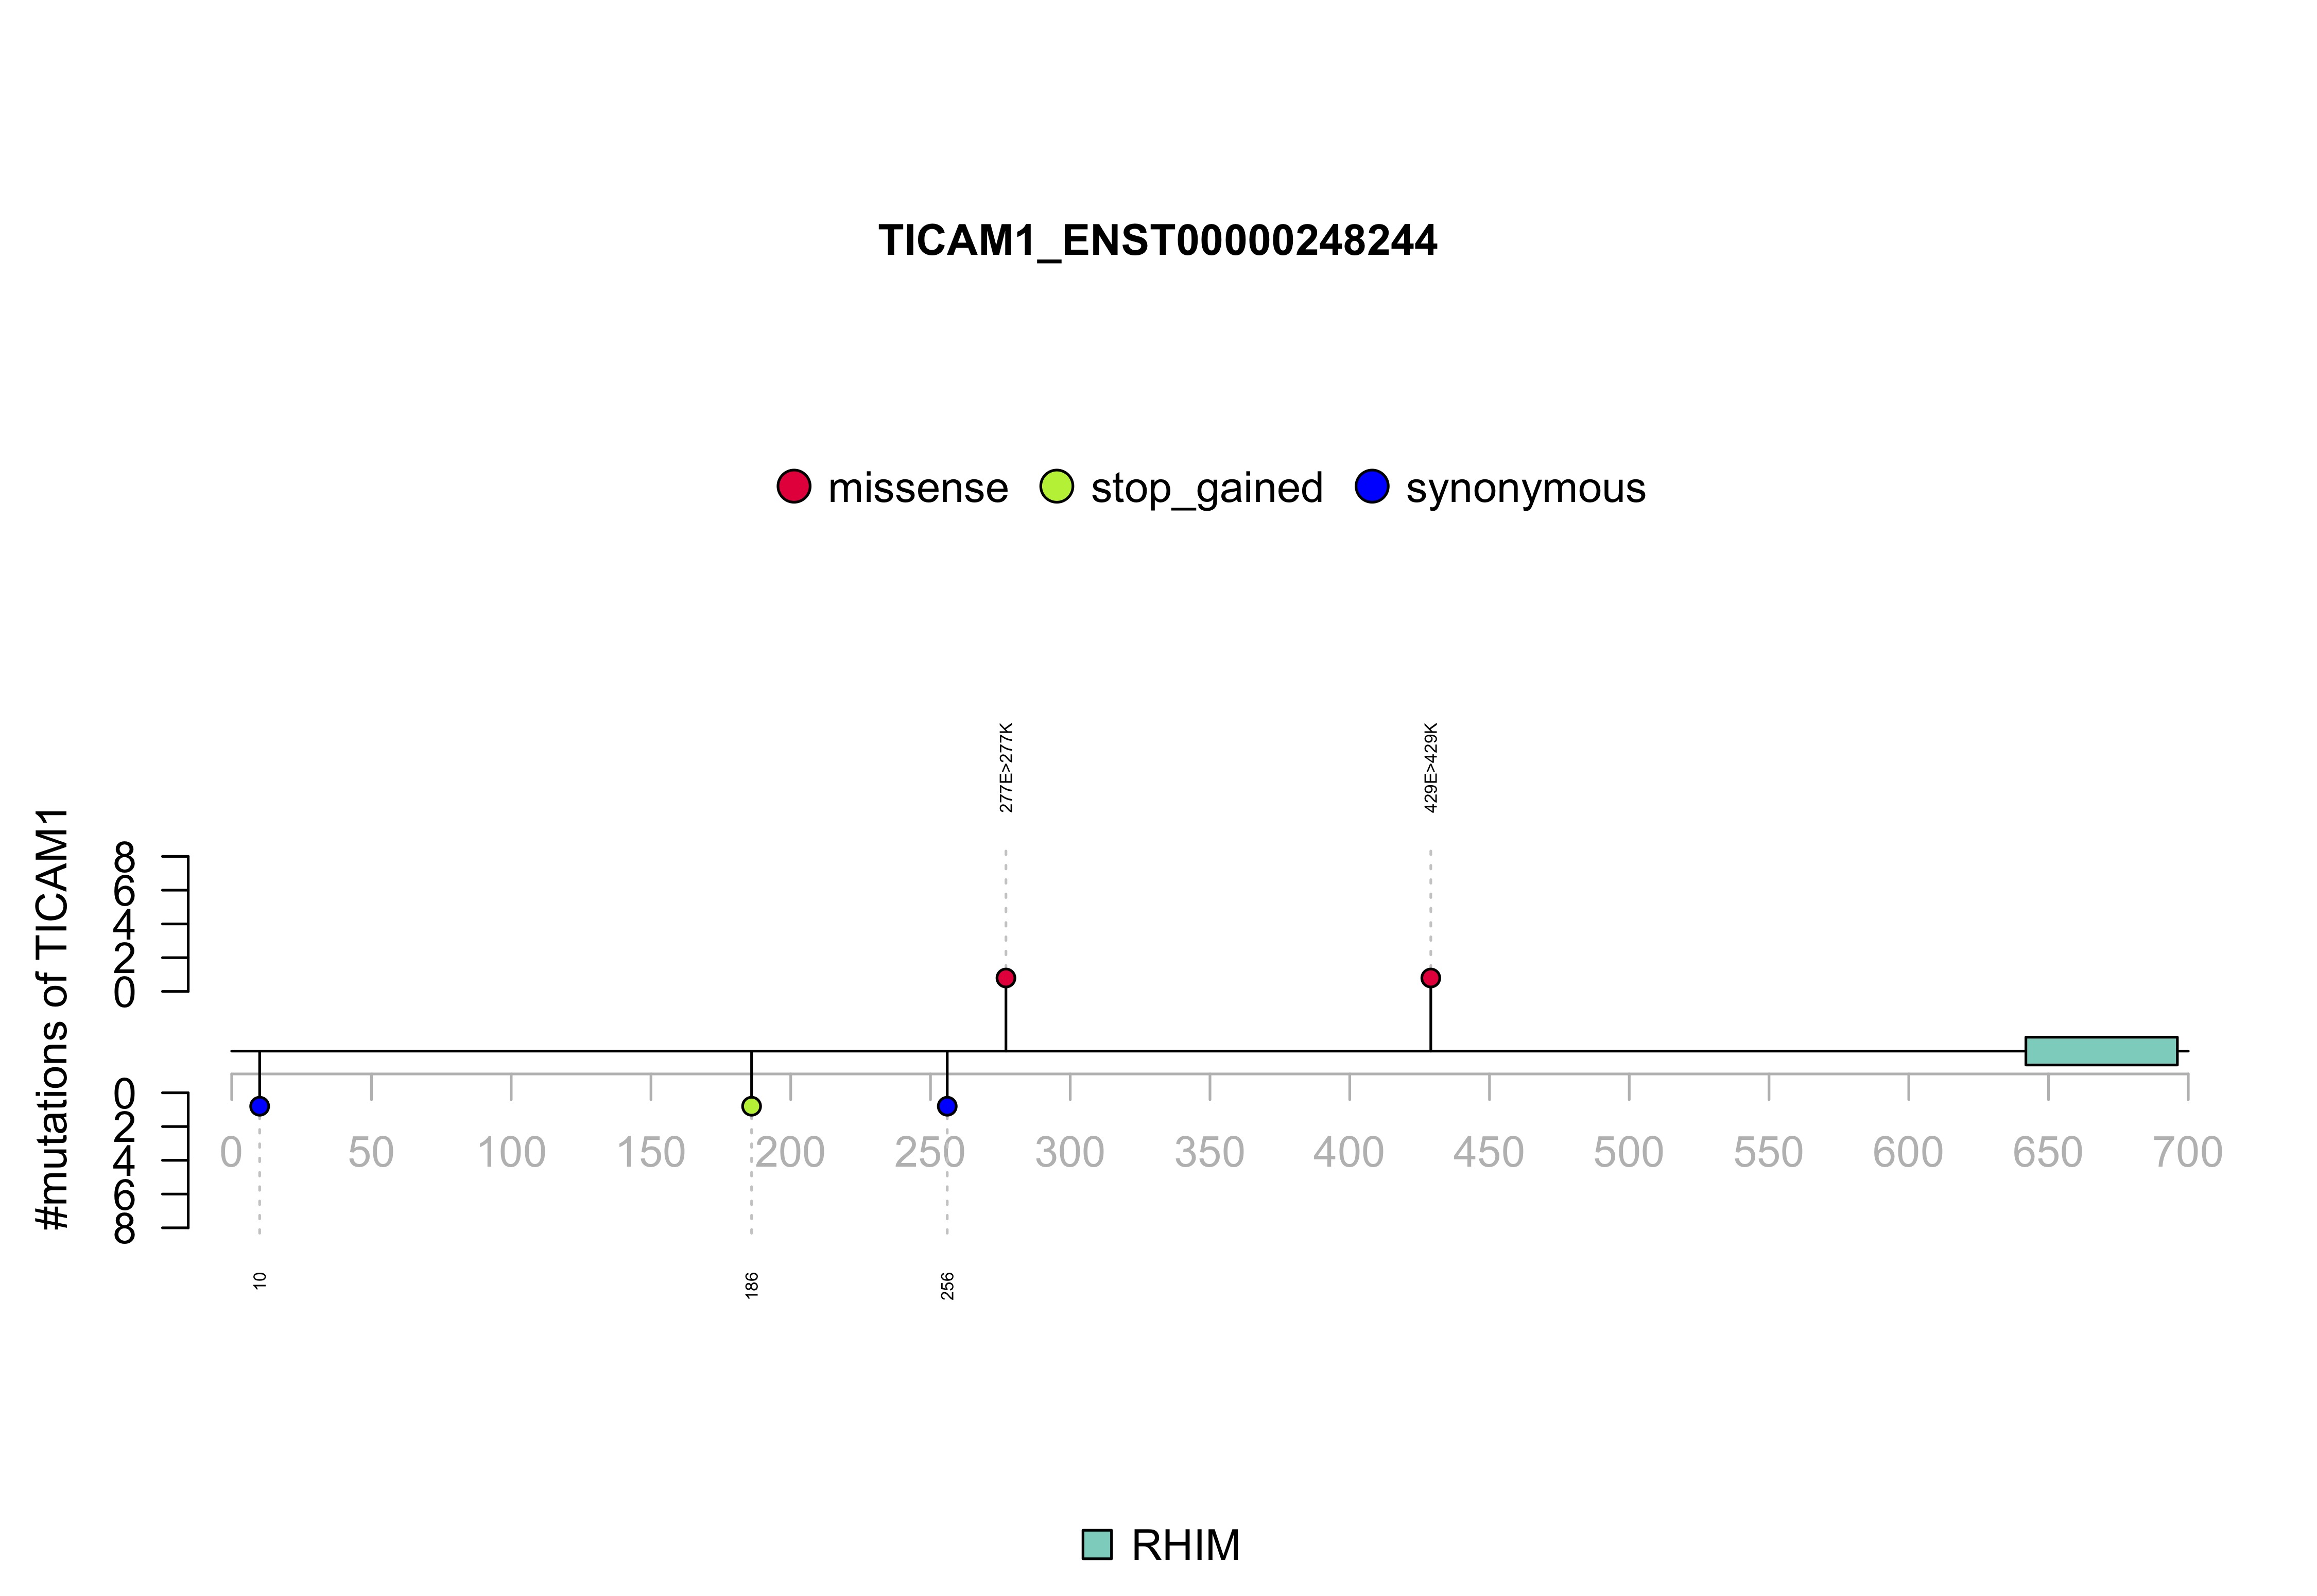 TICAM1_ENST00000248244
missense stop_gained synonymous
277E>277K 429E>429K
#mutations of TICAM1
8
6
4
2
0
0
2
4
6
8
0 50 100 150 200 250 300 350 400 450 500 550 600 650 700
10 186 256
RHIM